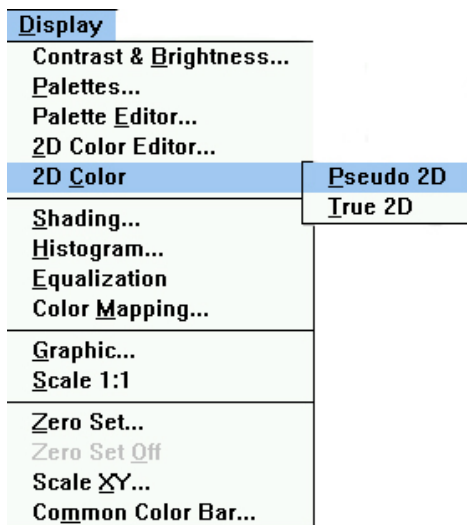 Display
Contrast & Brightness...
Palettes...
Palette Editor...
2D Color Editor...
2D Color
Pseudo 2D
True 2D
Shading...
Histogram...
Equalization
Color Mapping...
Graphic...
Scale 1:1
Zero Set...
Zero Set Off
Scale XY...
Common Color Bar...